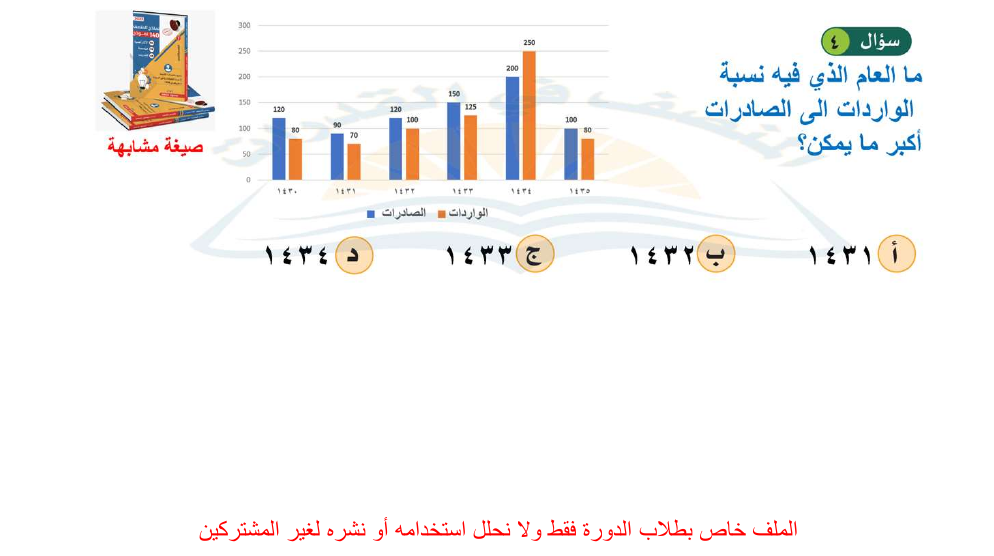 سؤال ٤
ما العام الذي فيه نسبة
الواردات الى الصادرات
أكبر ما يمكن؟
300
250
200
150
100
50
0
120 80
90 70
120 100
150 125
200 250
100 80
١٤٣٠ ١٤٣١ ١٤٣٢ ١٤٣٣ ١٤٣٤ ١٤٣٥
الصادرات الواردات
صيغة مشابهة
أ ١٤٣١
ب ١٤٣٢
ج ١٤٣٣
د ١٤٣٤
الملف خاص بطلاب الدورة فقط ولا نحلل استخدامه أو نشره لغير المشتركين